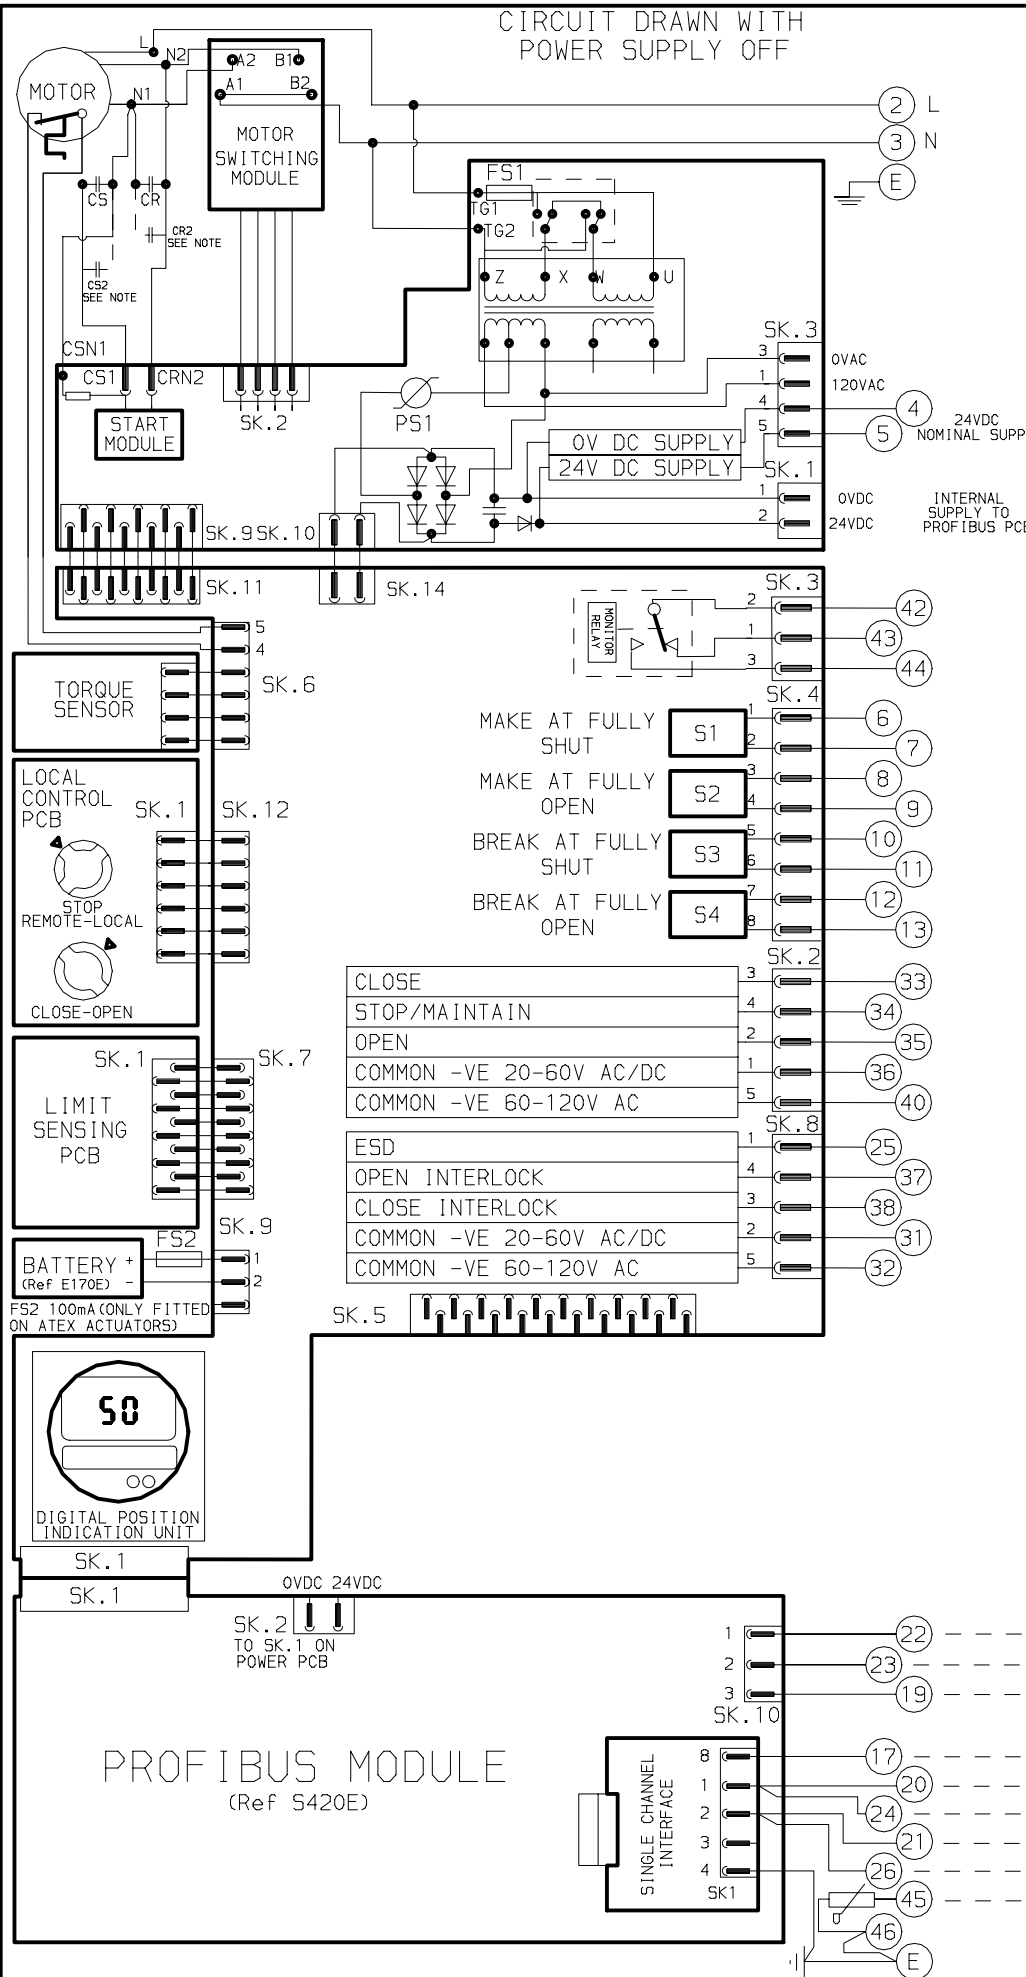 CIRCUIT DRAWN WITH
POWER SUPPLY OFF
L
N2
A2
B1
MOTOR
N1
A1
B2
MOTOR
SWITCHING
MODULE
2
L
3
N
E
FS1
TG1
TG2
CS
CR
CR2
SEE NOTE
CS2
SEE NOTE
Z
X
W
U
SK.3
3
0VAC
1
120VAC
4
4
5
5
24VDC
CSN1
CS1
CRN2
START
MODULE
SK.2
PS1
0V DC SUPPLY
24V DC SUPPLY
SK.1
1
0VDC
2
24VDC
NOMINAL
INTERNAL
SUPPLY TO
PROFIBUS
SK.9
SK.10
SK.11
SK.14
MONITOR
RELAY
SK.3
2
42
1
43
3
44
5
4
SK.6
TORQUE
SENSOR
SK.4
MAKE AT FULLY
SHUT
S1
1
6
2
7
MAKE AT FULLY
OPEN
S2
3
8
4
9
BREAK AT FULLY
SHUT
S3
5
10
6
11
BREAK AT FULLY
OPEN
S4
7
12
8
13
LOCAL
CONTROL
PCB
SK.1
SK.12
STOP
REMOTE-LOCAL
CLOSE-OPEN
SK.2
CLOSE
3
33
STOP/MAINTAIN
4
34
OPEN
2
35
COMMON -VE 20-60V AC/DC
1
36
COMMON -VE 60-120V AC
5
40
SK.1
SK.7
LIMIT
SENSING
PCB
SK.8
ESD
1
25
OPEN INTERLOCK
4
37
CLOSE INTERLOCK
3
38
COMMON -VE 20-60V AC/DC
2
31
COMMON -VE 60-120V AC
5
32
SK.9
FS2
BATTERY +
(Ref E170E) -
1
2
FS2 100mA(ONLY FITTED
ON ATEX ACTUATORS)
SK.5
50
DIGITAL POSITION
INDICATION UNIT
SK.1
SK.1
0VDC 24VDC
SK.2
TO SK.1 ON
POWER PCB
1
22
2
23
3
19
SK.10
PROFIBUS MODULE
(Ref S420E)
SINGLE CHANNEL
INTERFACE
8
17
1
20
24
2
21
3
26
4
45
SK1
46
E